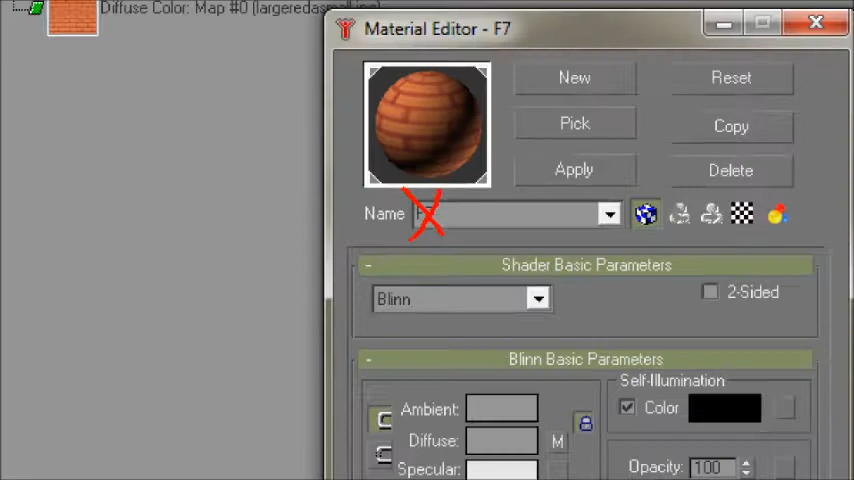 Diffuse Color: Map #0 (largeredasmall.jpg)
Material Editor - F7
New
Reset
Pick
Copy
Apply
Delete
Name
- Shader Basic Parameters
Blinn
2-Sided
- Blinn Basic Parameters
Self-Illumination
Ambient:
Color
Diffuse:
M
Specular:
Opacity: 100